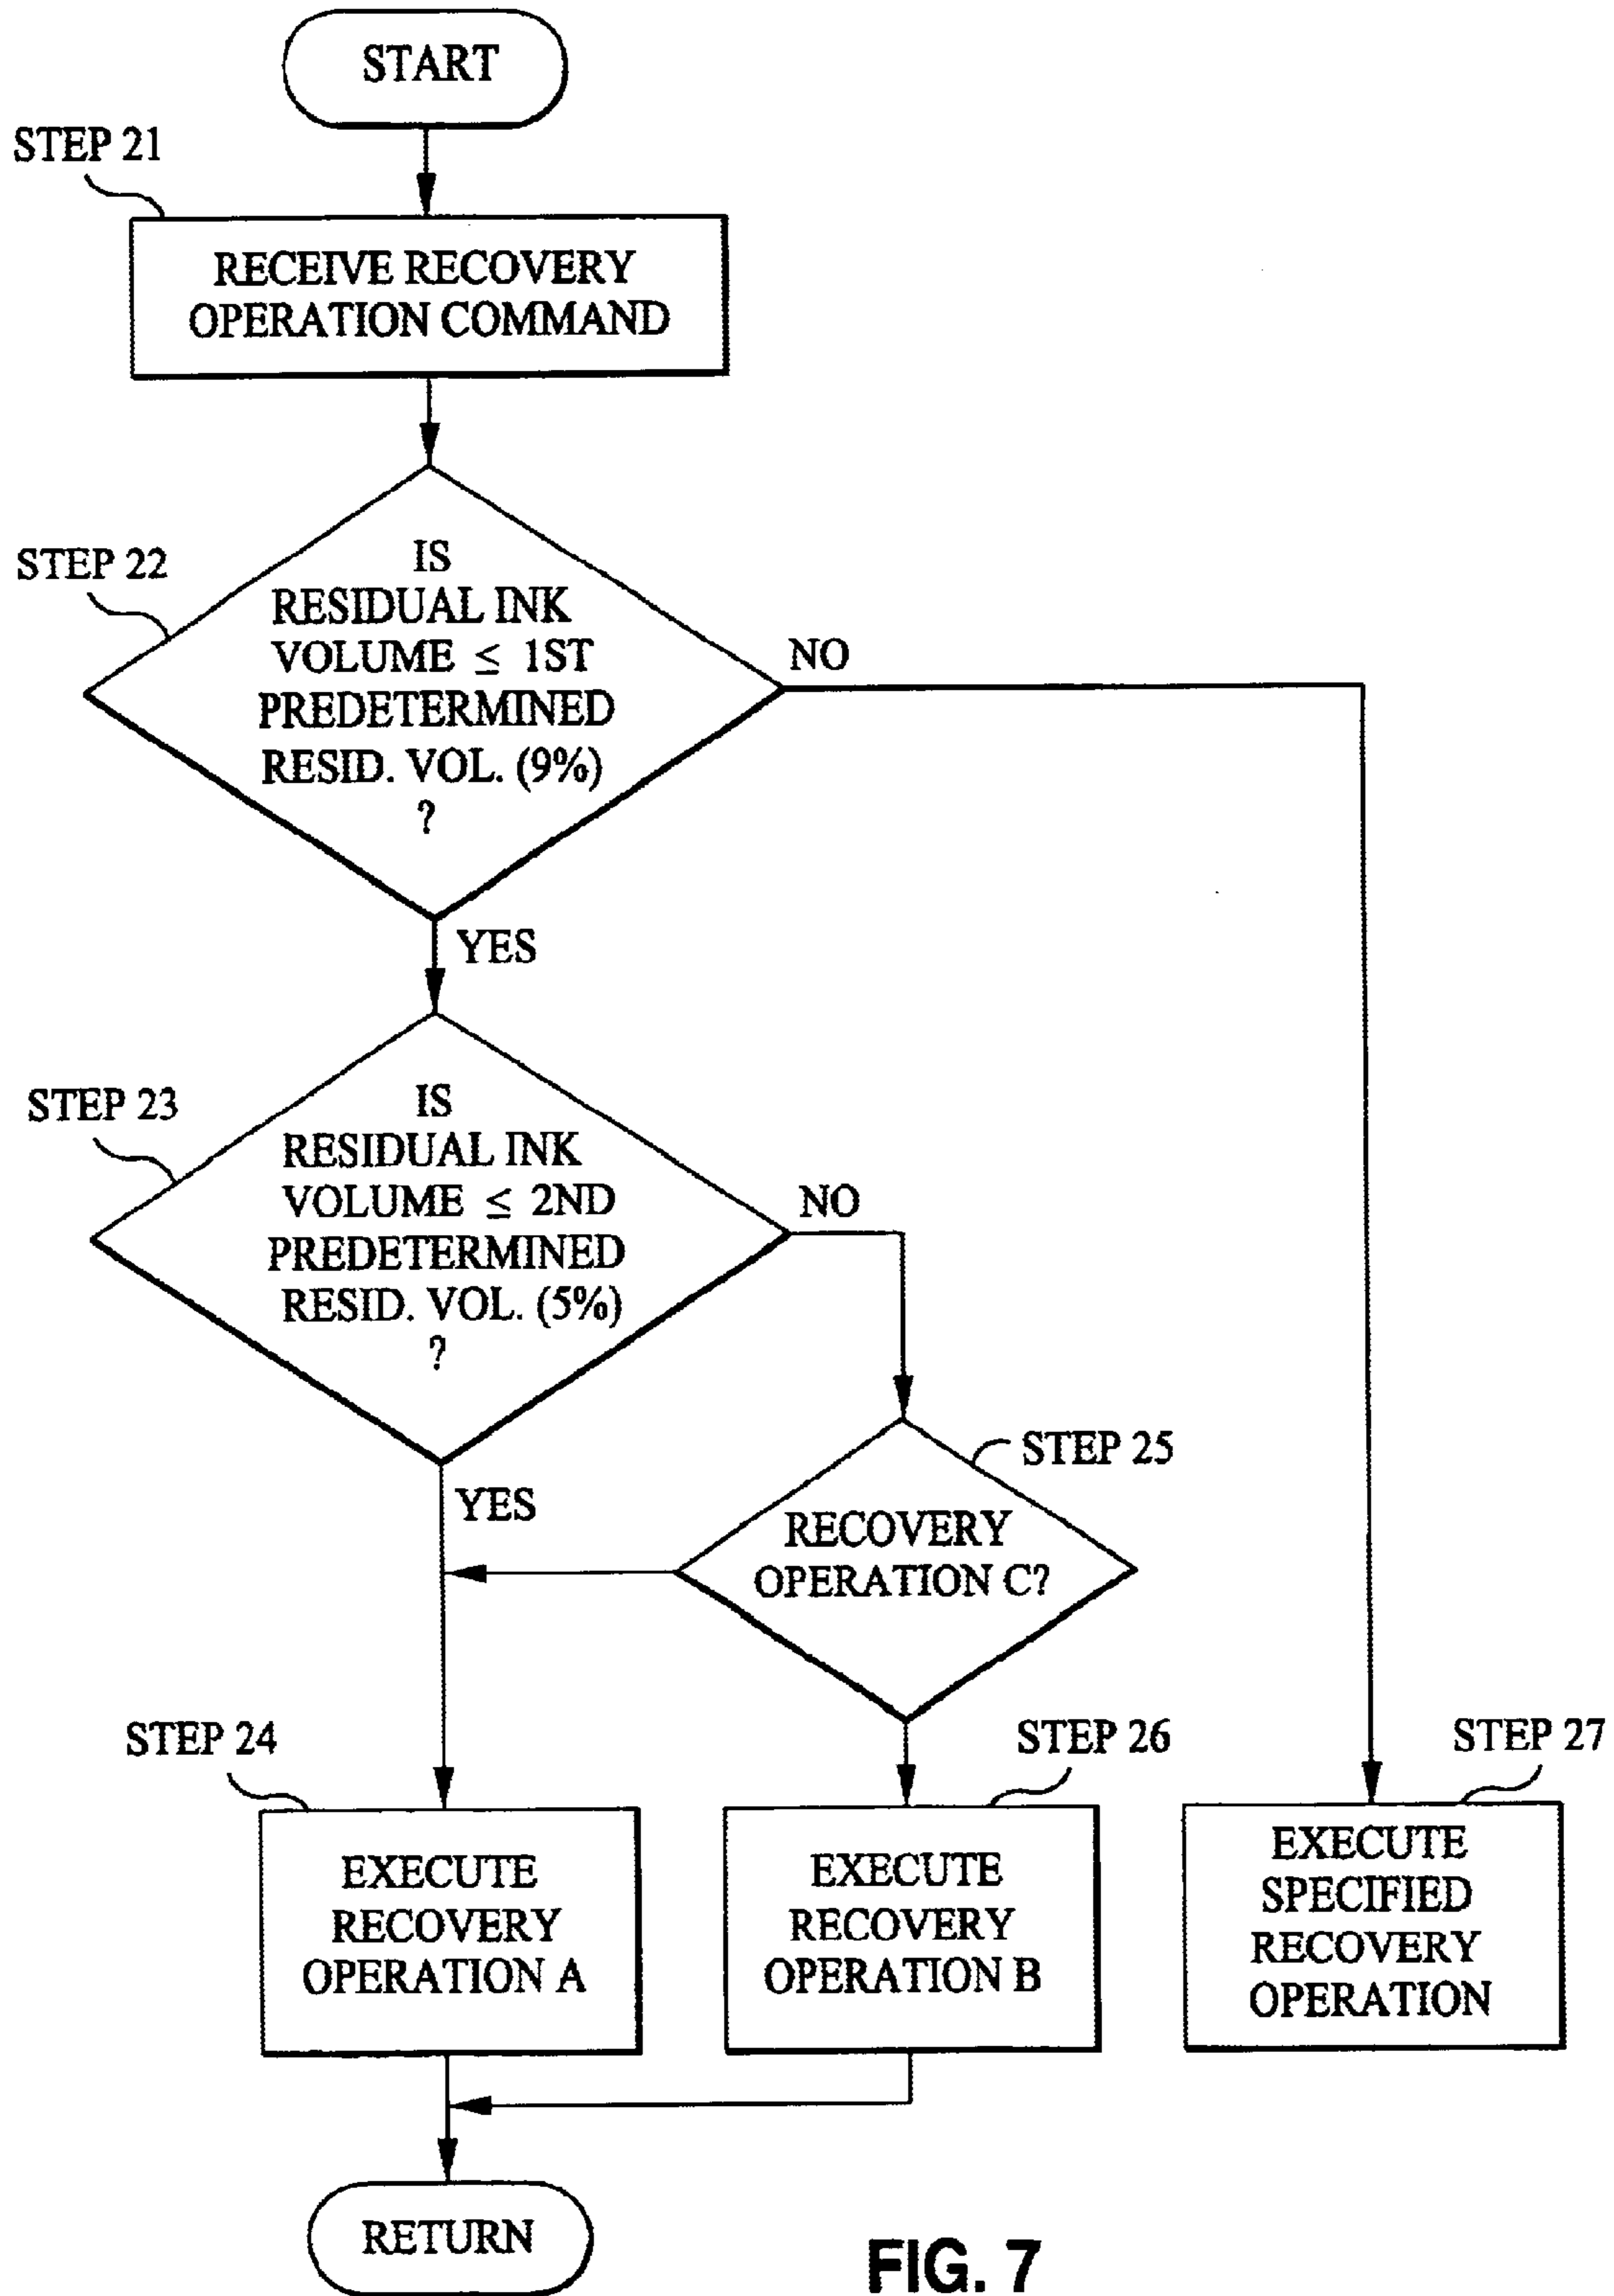 START
STEP 21
RECEIVE RECOVERY
OPERATION COMMAND
STEP 22
IS
RESIDUAL INK
VOLUME ≤ 1ST
PREDETERMINED
RESID. VOL. (9%)
?
NO
YES
STEP 23
IS
RESIDUAL INK
VOLUME ≤ 2ND
PREDETERMINED
RESID. VOL. (5%)
?
NO
YES
STEP 25
RECOVERY
OPERATION C?
STEP 24
EXECUTE
RECOVERY
OPERATION A
STEP 26
EXECUTE
RECOVERY
OPERATION B
STEP 27
EXECUTE
SPECIFIED
RECOVERY
OPERATION
RETURN
FIG. 7